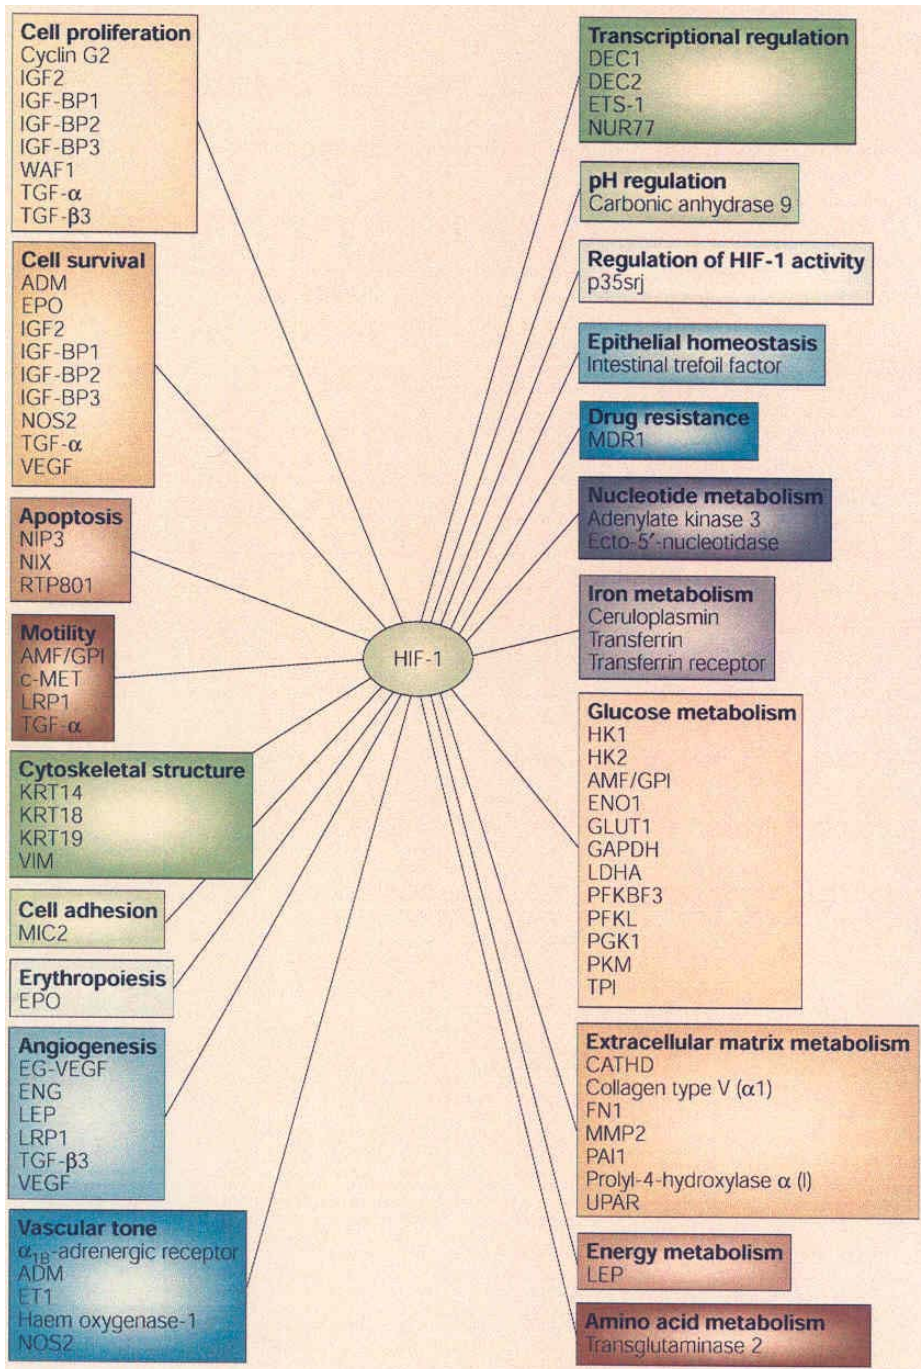 Cell proliferation
Cyclin G2
IGF2
IGF-BP1
IGF-BP2
IGF-BP3
WAF1
TGF-α
TGF-β3
Cell survival
ADM
EPO
IGF2
IGF-BP1
IGF-BP2
IGF-BP3
NOS2
TGF-α
VEGF
Apoptosis
NIP3
NIX
RTP801
Motility
AMF/GPI
c-MET
LRP1
TGF-α
Cytoskeletal structure
KRT14
KRT18
KRT19
VIM
Cell adhesion
MIC2
Erythropoiesis
EPO
Angiogenesis
EG-VEGF
ENG
LEP
LRP1
TGF-β3
VEGF
Vascular tone
α1B-adrenergic receptor
ADM
ET1
Haem oxygenase-1
NOS2
HIF-1
Transcriptional regulation
DEC1
DEC2
ETS-1
NUR77
pH regulation
Carbonic anhydrase 9
Regulation of HIF-1 activity
p35srj
Epithelial homeostasis
Intestinal trefoil factor
Drug resistance
MDR1
Nucleotide metabolism
Adenylate kinase 3
Ecto-5′-nucleotidase
Iron metabolism
Ceruloplasmin
Transferrin
Transferrin receptor
Glucose metabolism
HK1
HK2
AMF/GPI
ENO1
GLUT1
GAPDH
LDHA
PFKBF3
PFKL
PGK1
PKM
TPI
Extracellular matrix metabolism
CATHD
Collagen type V (α1)
FN1
MMP2
PAI1
Prolyl-4-hydroxylase α (I)
UPAR
Energy metabolism
LEP
Amino acid metabolism
Transglutaminase 2